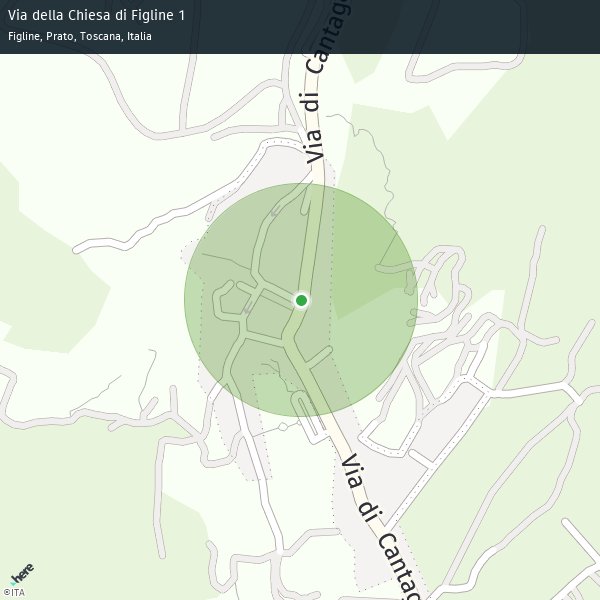 Via della Chiesa di Figline 1
Figline, Prato, Toscana, Italia
Via di Cantag
Via di Cantag
here
©ITA